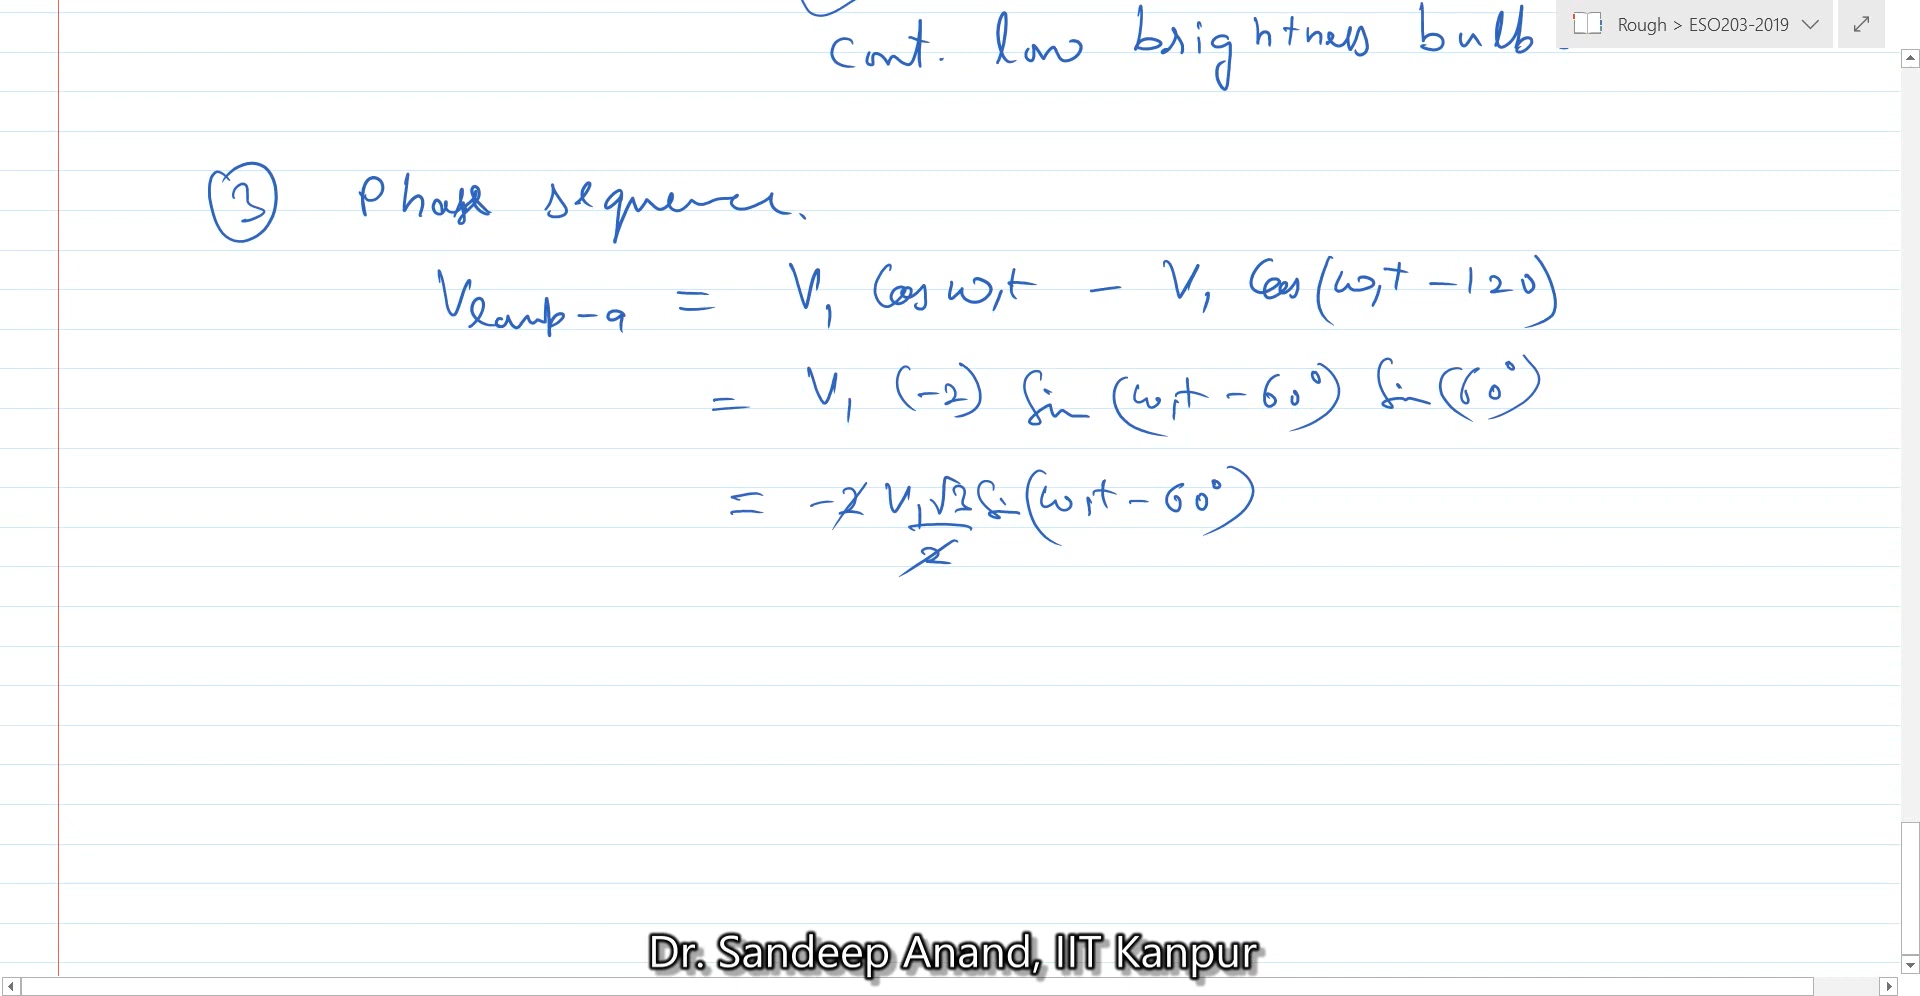 Rough > ESO203-2019
cont. low brightness bulb.
③ Phase sequence.
V_lamp-a = V₁ Cos ω₁t - V₁ Cos (ω₁t - 120)
= V₁ (-2) Sin (ω₁t - 60°) Sin (60°)
= -2 V₁ √3/2 Sin (ω₁t - 60°)
Dr. Sandeep Anand, IIT Kanpur